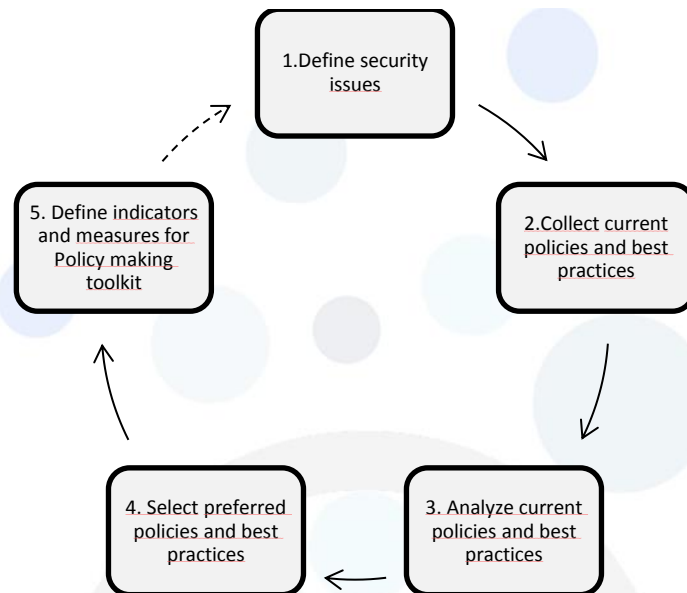 1.Define security
issues
2.Collect current
policies and best
practices
3. Analyze current
policies and best
practices
4. Select preferred
policies and best
practices
5. Define indicators
and measures for
Policy making
toolkit